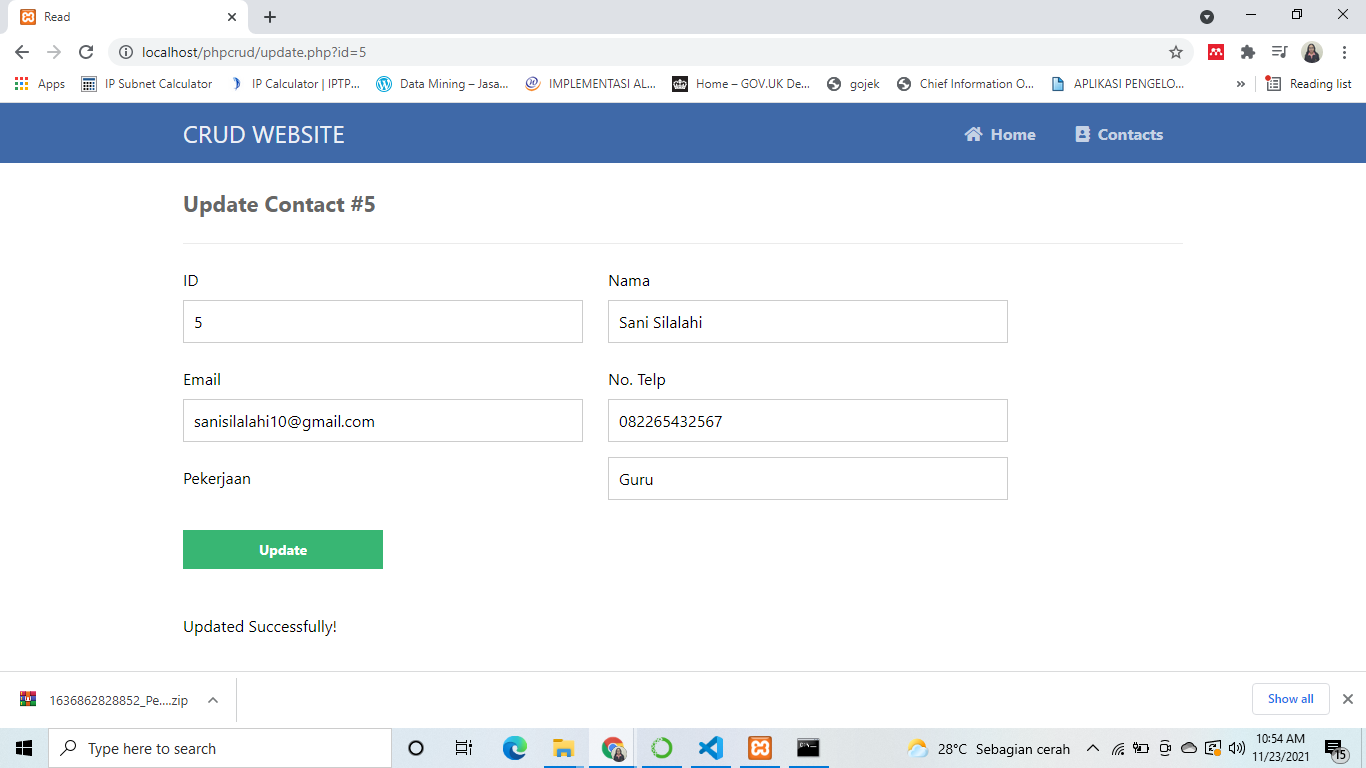 Read
localhost/phpcrud/update.php?id=5
Apps IP Subnet Calculator IP Calculator | IPTP... Data Mining – Jasa... IMPLEMENTASI AL... Home – GOV.UK De... gojek Chief Information O... APLIKASI PENGELO... » Reading list
CRUD WEBSITE Home Contacts
Update Contact #5
ID Nama
5 Sani Silalahi
Email No. Telp
sanisilalahi10@gmail.com 082265432567
Pekerjaan Guru
Update
Updated Successfully!
1636862828852_Pe....zip Show all
Type here to search 28°C Sebagian cerah 10:54 AM
11/23/2021 15